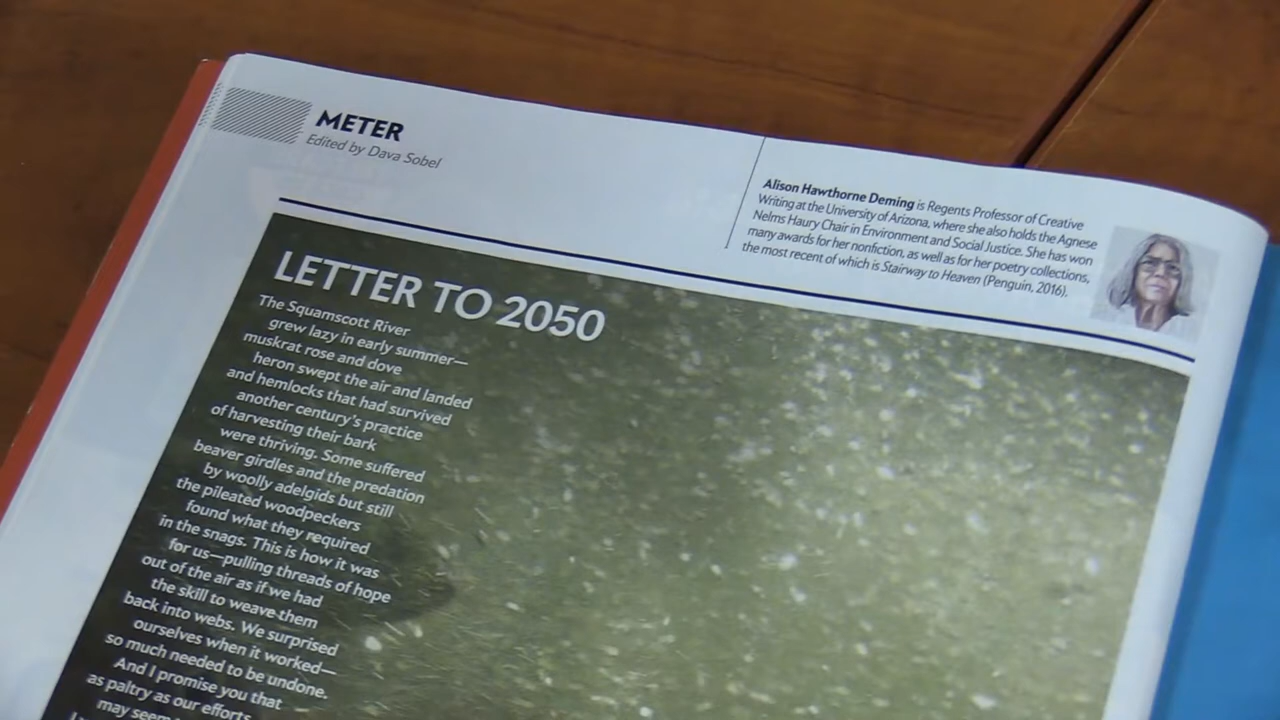 METER
Edited by Dava Sobel
Alison Hawthorne Deming is Regents Professor of Creative
Writing at the University of Arizona, where she also holds the Agnese
Nelms Haury Chair in Environment and Social Justice. She has won
many awards for her nonfiction, as well as for her poetry collections,
the most recent of which is Stairway to Heaven (Penguin, 2016).
LETTER TO 2050
The Squamscott River
grew lazy in early summer—
muskrat rose and dove
heron swept the air and landed
and hemlocks that had survived
another century's practice
of harvesting their bark
were thriving. Some suffered
beaver girdles and the predation
by woolly adelgids but still
the pileated woodpeckers
found what they required
in the snags. This is how it was
for us—pulling threads of hope
out of the air as if we had
the skill to weave them
back into webs. We surprised
ourselves when it worked—
so much needed to be undone.
And I promise you that
as paltry as our efforts
may seem